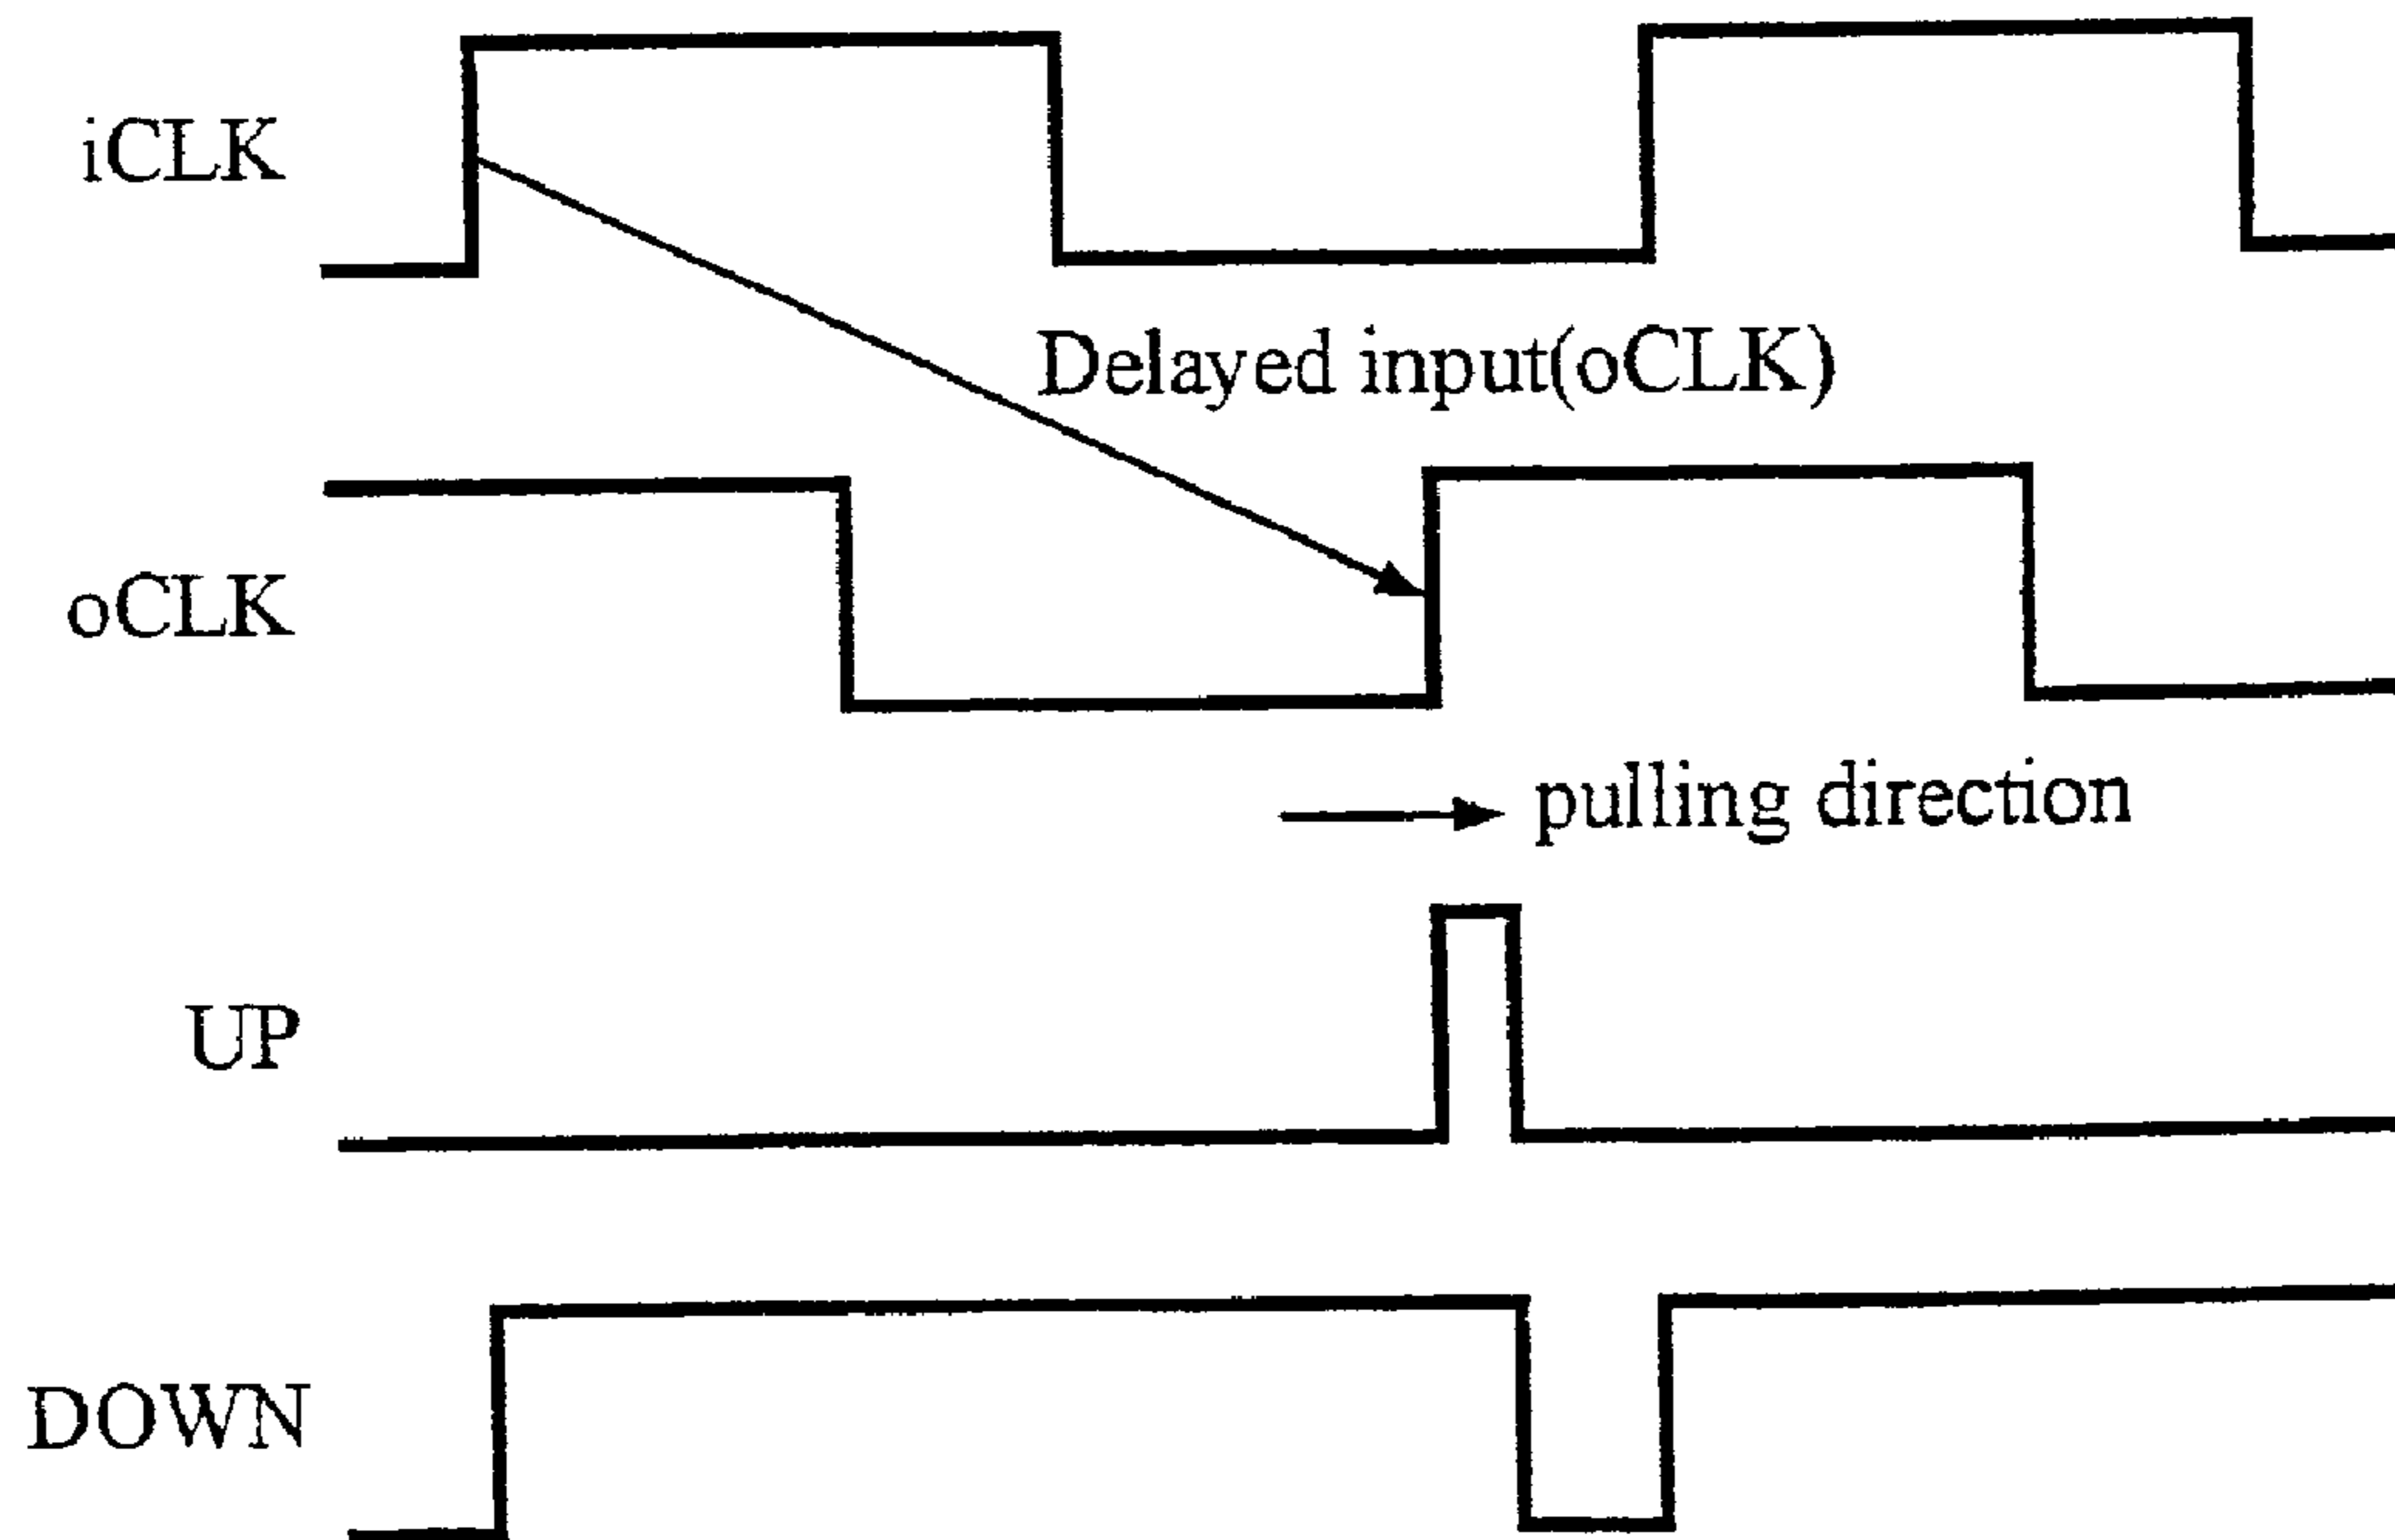 iCLK
Delayed input(oCLK)
oCLK
pulling direction
UP
DOWN